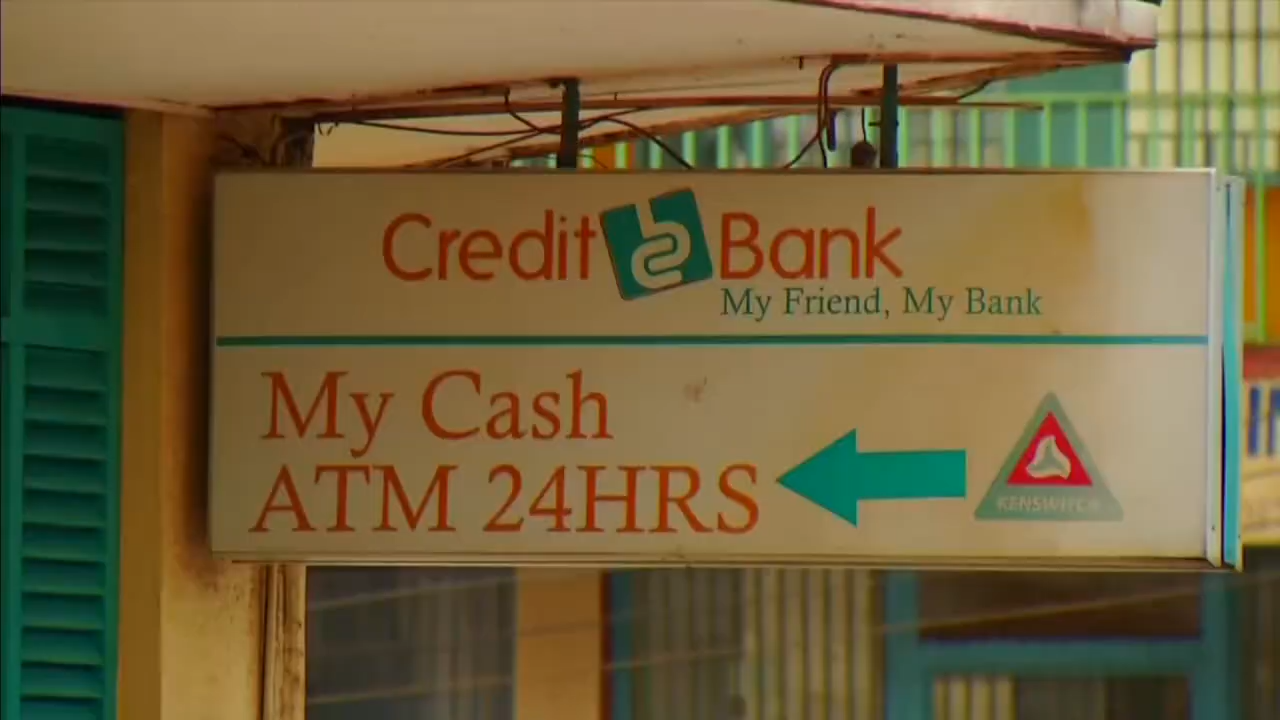 Credit Bank
My Friend, My Bank
My Cash
ATM 24HRS
KENSWITCH